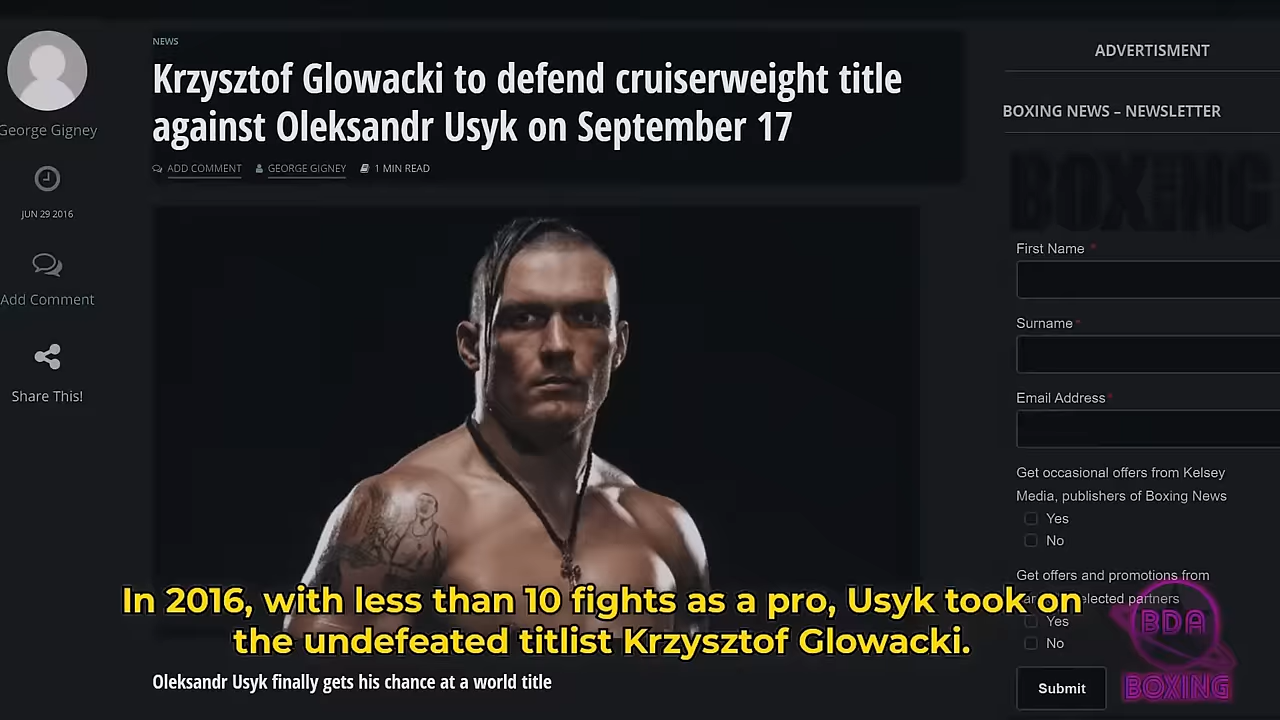 NEWS
Krzysztof Glowacki to defend cruiserweight title
against Oleksandr Usyk on September 17
ADD COMMENT GEORGE GIGNEY 1 MIN READ
George Gigney
JUN 29 2016
Add Comment
Share This!
In 2016, with less than 10 fights as a pro, Usyk took on
the undefeated titlist Krzysztof Glowacki.
Oleksandr Usyk finally gets his chance at a world title
ADVERTISMENT
BOXING NEWS – NEWSLETTER
BOXING
First Name *
Surname *
Email Address *
Get occasional offers from Kelsey
Media, publishers of Boxing News
Yes
No
Get offers and promotions from
selected partners
Yes
No
Submit
BDA
BOXING